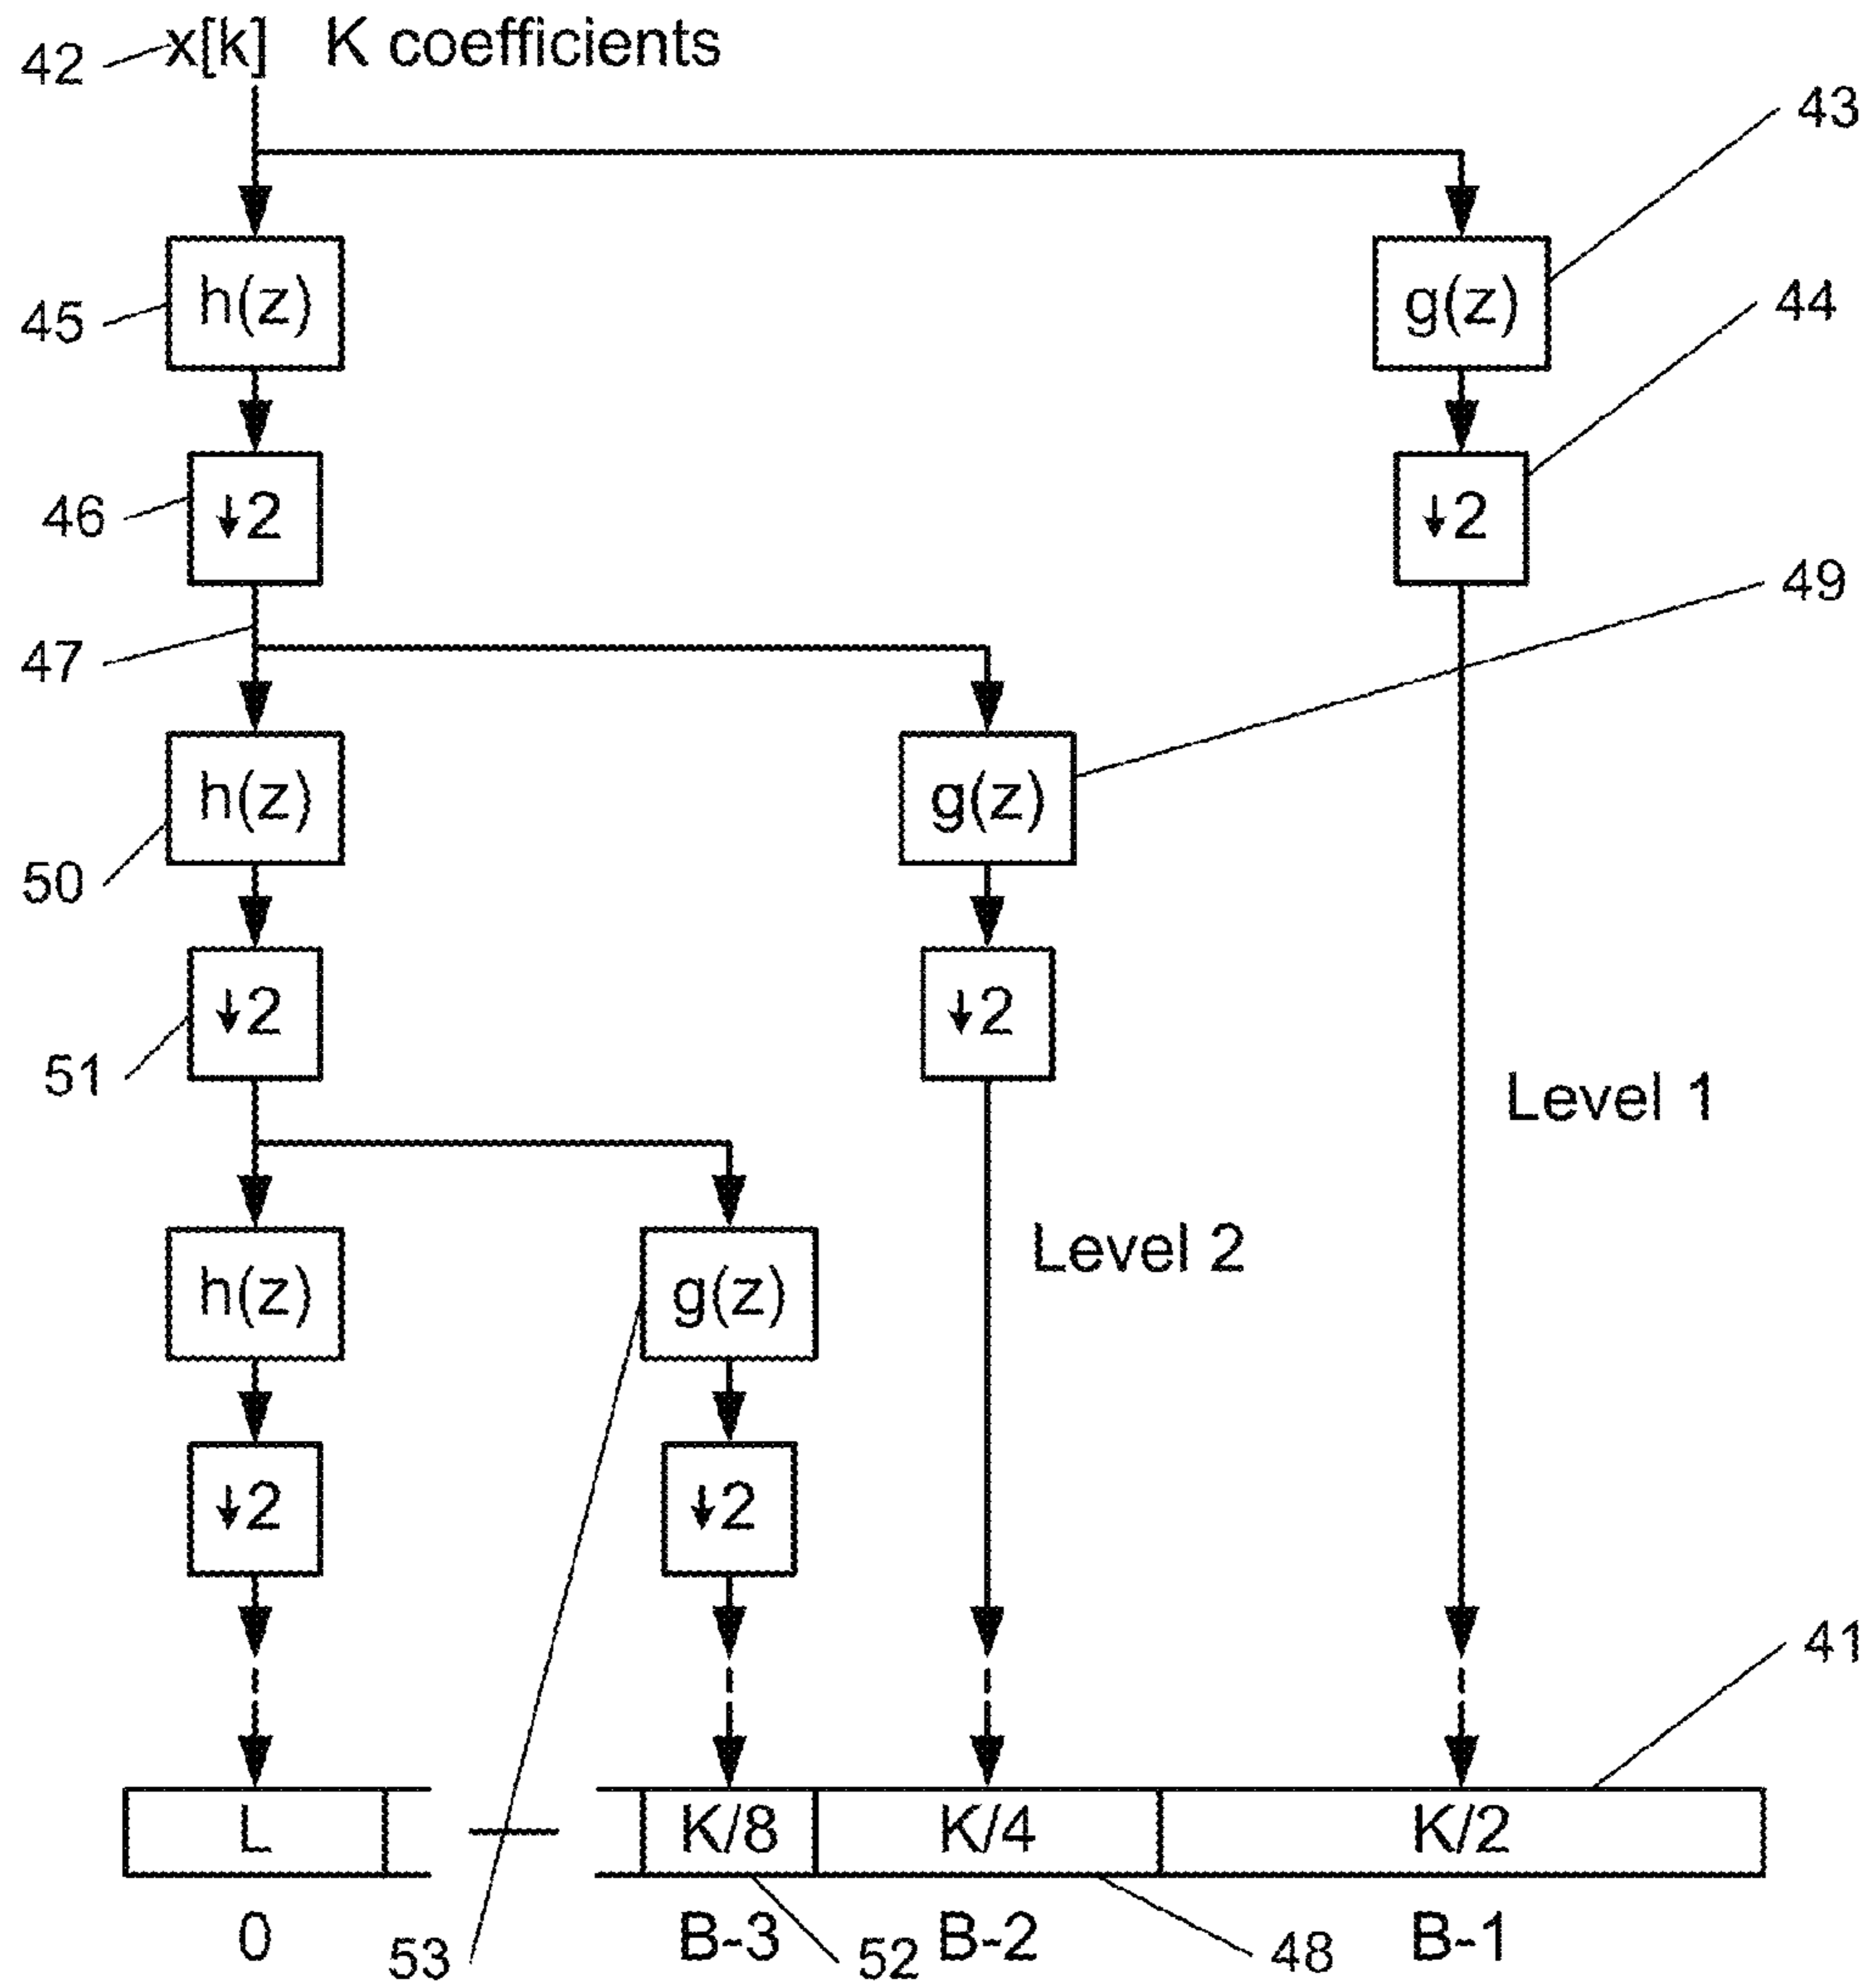 42 x[k] K coefficients
43
45 h(z) g(z) 44
46 ↓2 ↓2
47 49
h(z) g(z)
50
↓2 ↓2
51 Level 1
Level 2
h(z) g(z)
↓2 ↓2
41
L K/8 K/4 K/2
0 B-3 B-2 B-1
53 52 48